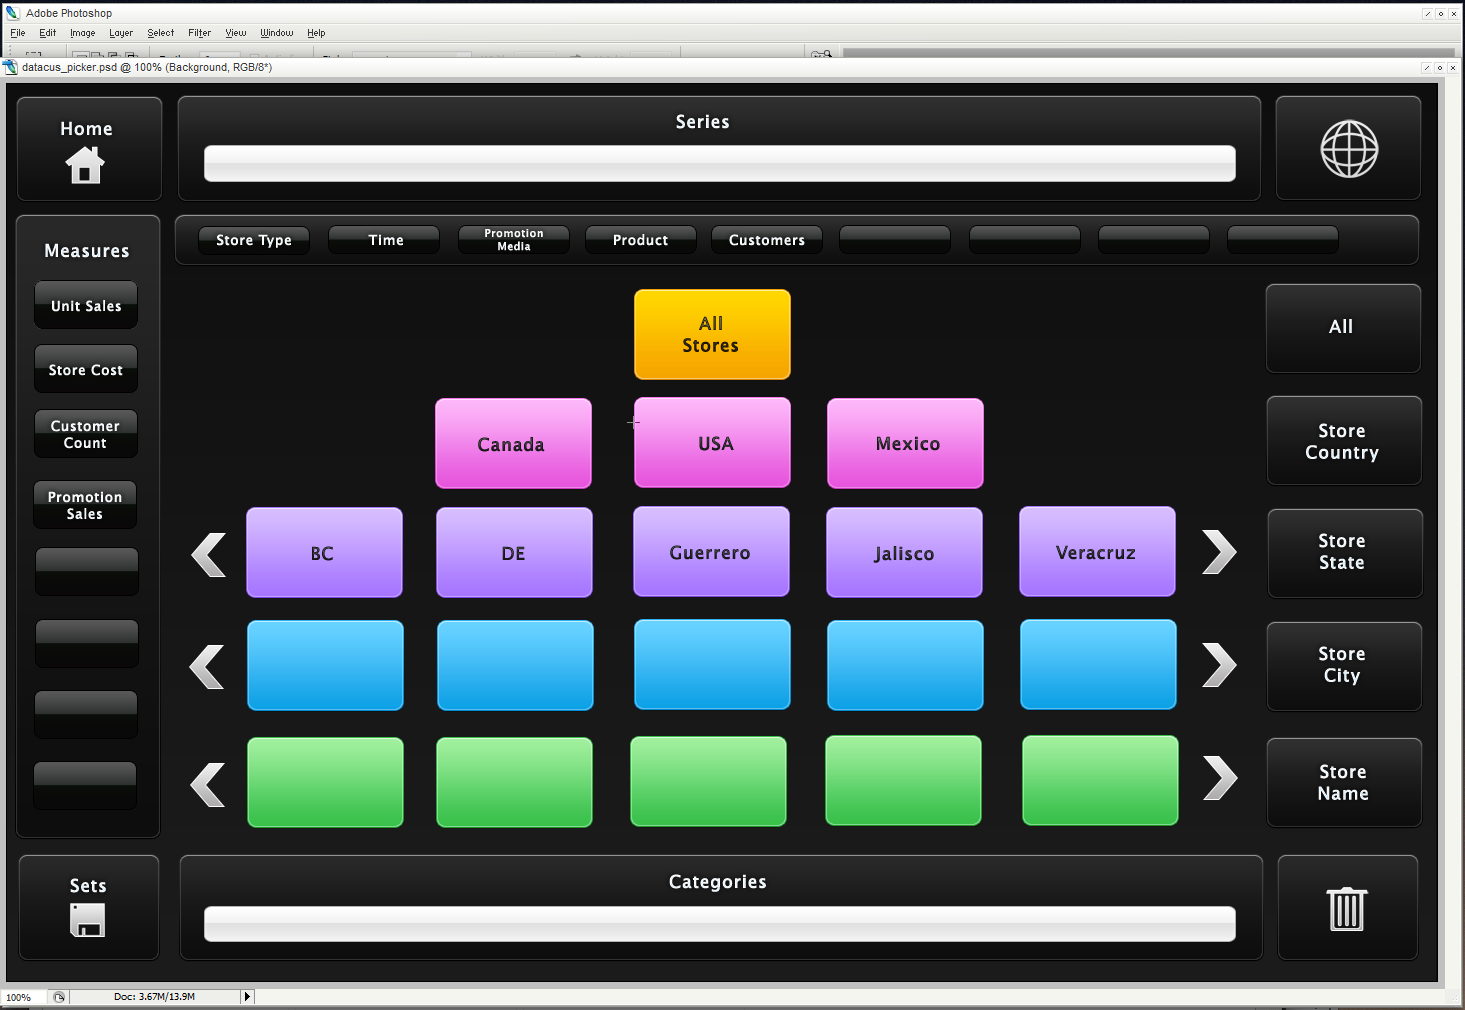 Adobe Photoshop
File Edit Image Layer Select Filter View Window Help
datacus_picker.psd @ 100% (Background, RGB/8*)
Home
Series
Measures
Store Type
Time
Promotion
Media
Product
Customers
Unit Sales
Store Cost
Customer
Count
Promotion
Sales
All
Stores
All
Canada
USA
Mexico
Store
Country
BC
DE
Guerrero
Jalisco
Veracruz
Store
State
Store
City
Store
Name
Sets
Categories
100%
Doc: 3.67M/13.9M